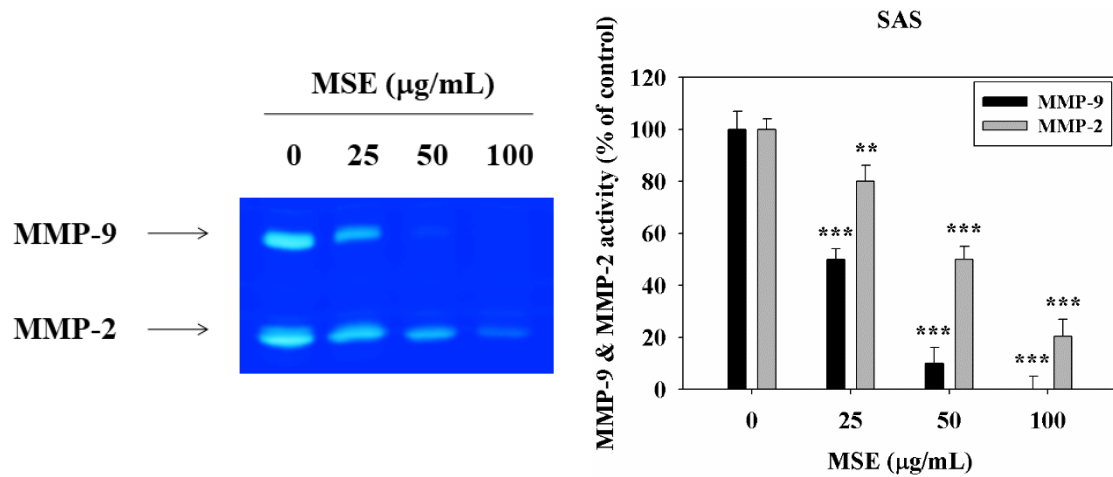 MSE (μg/mL)
0 25 50 100
MMP-9
MMP-2
SAS
MMP-9 & MMP-2 activity (% of control)
120
100
80
60
40
20
0
MMP-9
MMP-2
**
***
***
***
***
***
0 25 50 100
MSE (μg/mL)